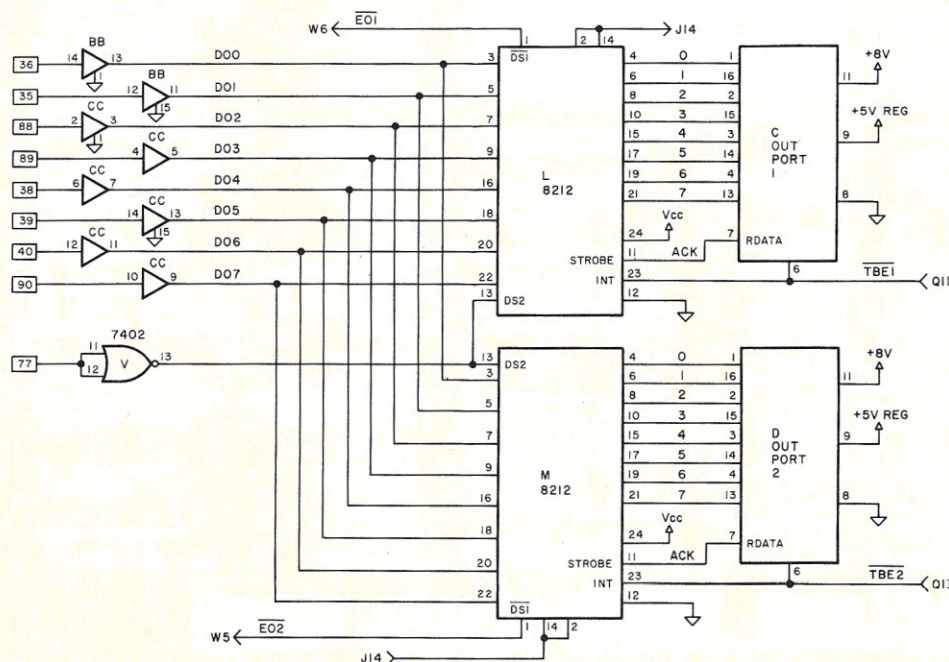 W6 EO1
J14
1
2 14
36 14 BB 13 DO0
1
35 12 BB 11 DO1
15
88 2 CC 3 DO2
1
89 4 CC 5 DO3
38 6 CC 7 DO4
39 14 CC 13 DO5
15
40 12 CC 11 DO6
90 10 CC 9 DO7
77 11 12 7402 V 13
DS1
3
5
7
9
16
18
20
22
13 DS2
L
8212
4 0 1
6 1 16
8 2 2
10 3 15
15 4 3
17 5 14
19 6 4
21 7 13
24 Vcc
STROBE 11 ACK 7 RDATA
INT 23
12
C
OUT
PORT
1
11 +8V
9 +5V REG
8
6
TBE1
Q11
13 DS2
3
5
7
9
16
18
20
22
DS1
M
8212
4 0 1
6 1 16
8 2 2
10 3 15
15 4 3
17 5 14
19 6 4
21 7 13
24 Vcc
STROBE 11 ACK 7 RDATA
INT 23
12
D
OUT
PORT
2
11 +8V
9 +5V REG
8
6
TBE2
Q13
W5 EO2
1 14 2
J14